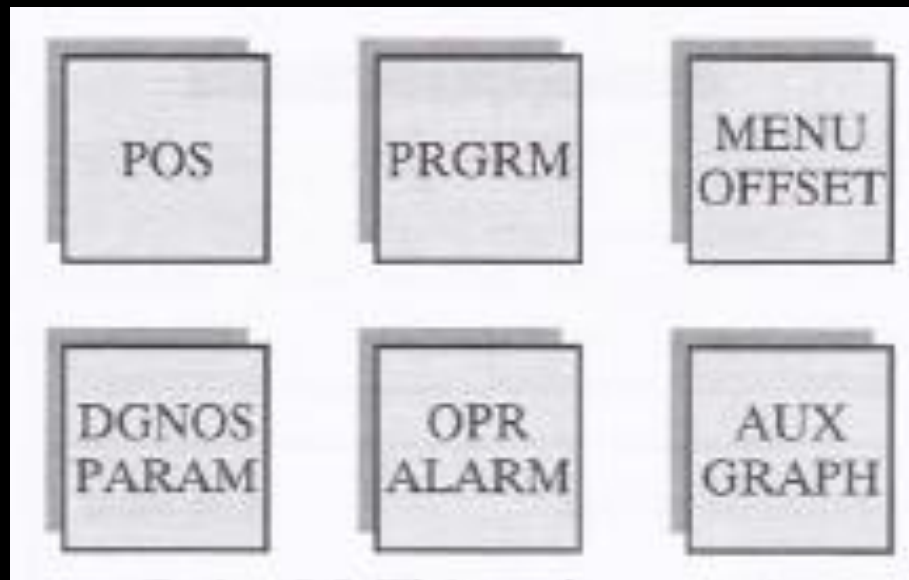 POS
PRGRM
MENU
OFFSET
DGNOS
PARAM
OPR
ALARM
AUX
GRAPH